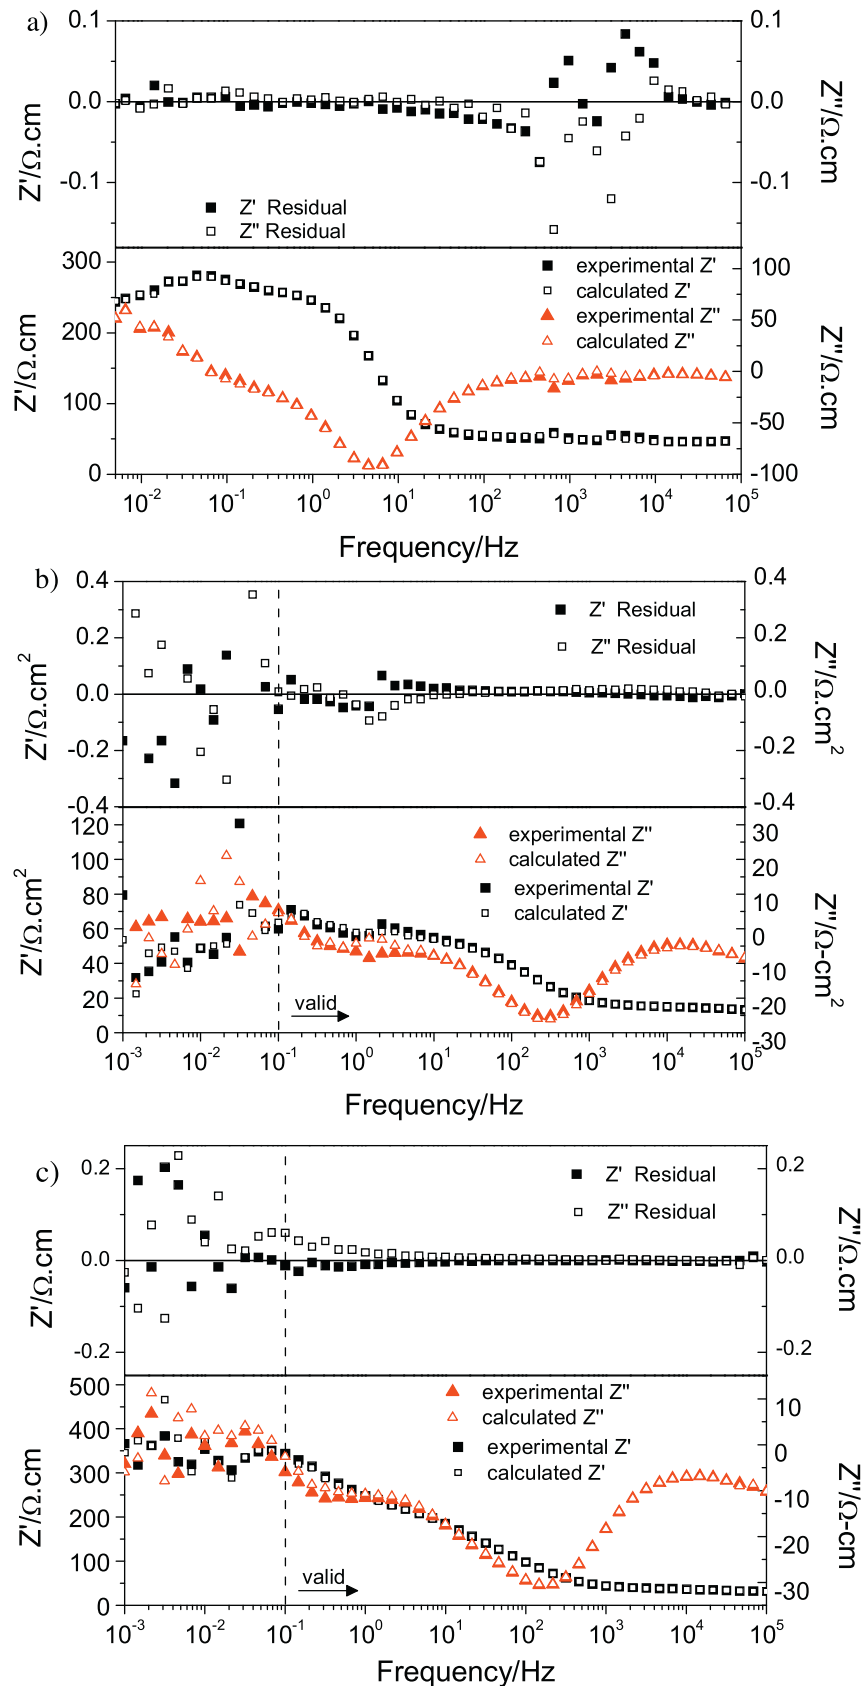 a)
0.1
0.1
0.0
0.0
-0.1
-0.1
Z'/Ω.cm
Z''/Ω.cm
Z' Residual
Z'' Residual
300
200
100
0
100
50
0
-50
-100
Z'/Ω.cm
Z''/Ω.cm
experimental Z'
calculated Z'
experimental Z''
calculated Z''
10-2
10-1
100
101
102
103
104
105
Frequency/Hz
b)
0.4
0.2
0.0
-0.2
-0.4
0.4
0.2
0.0
-0.2
-0.4
Z'/Ω.cm2
Z''/Ω.cm2
Z' Residual
Z'' Residual
120
100
80
60
40
20
0
30
20
10
0
-10
-20
-30
Z'/Ω.cm2
Z''/Ω-cm2
experimental Z''
calculated Z''
experimental Z'
calculated Z'
valid
10-3
10-2
10-1
100
101
102
103
104
105
Frequency/Hz
c)
0.2
0.0
-0.2
0.2
0.0
-0.2
Z'/Ω.cm
Z''/Ω.cm
Z' Residual
Z'' Residual
500
400
300
200
100
0
10
0
-10
-20
-30
Z'/Ω.cm
Z''/Ω-cm
experimental Z''
calculated Z''
experimental Z'
calculated Z'
valid
10-3
10-2
10-1
100
101
102
103
104
105
Frequency/Hz